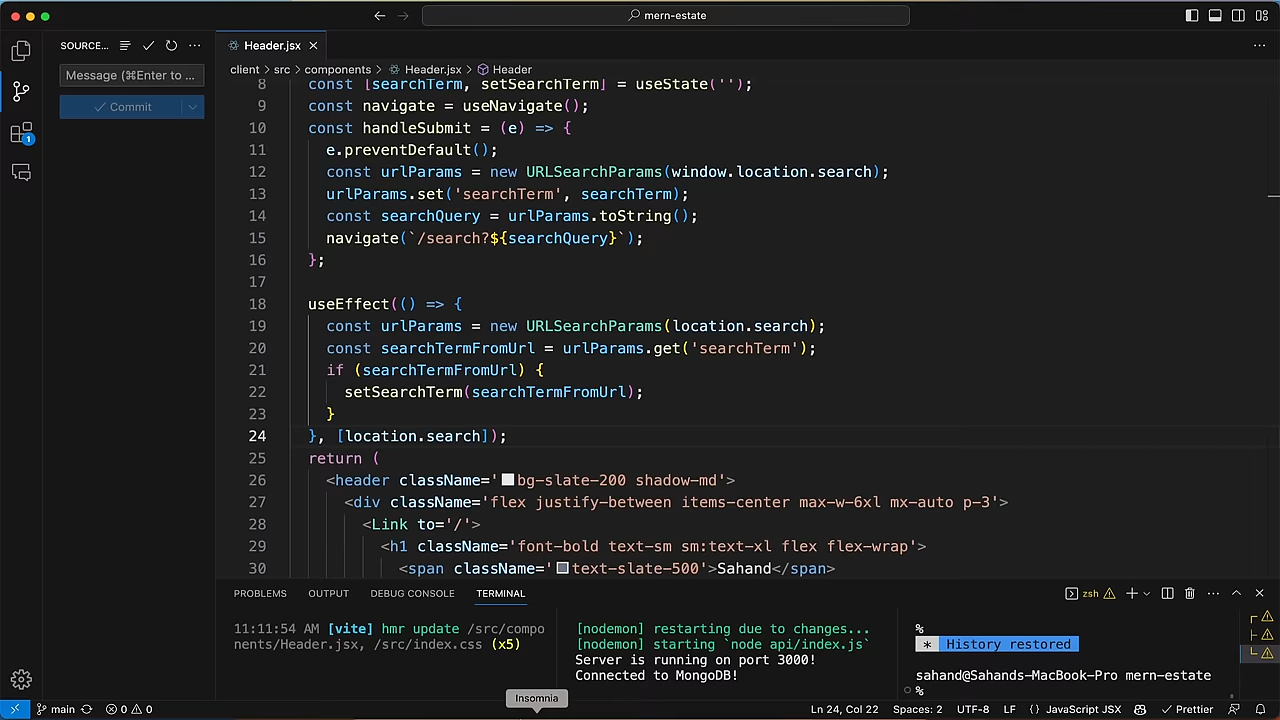 mern-estate
SOURCE...
Message (⌘Enter to ...
Commit
1
Header.jsx
client > src > components > Header.jsx > Header
8 const [searchTerm, setSearchTerm] = useState('');
9 const navigate = useNavigate();
10 const handleSubmit = (e) => {
11 e.preventDefault();
12 const urlParams = new URLSearchParams(window.location.search);
13 urlParams.set('searchTerm', searchTerm);
14 const searchQuery = urlParams.toString();
15 navigate(`/search?${searchQuery}`);
16 };
17
18 useEffect(() => {
19 const urlParams = new URLSearchParams(location.search);
20 const searchTermFromUrl = urlParams.get('searchTerm');
21 if (searchTermFromUrl) {
22 setSearchTerm(searchTermFromUrl);
23 }
24 }, [location.search]);
25 return (
26 <header className='bg-slate-200 shadow-md'>
27 <div className='flex justify-between items-center max-w-6xl mx-auto p-3'>
28 <Link to='/'>
29 <h1 className='font-bold text-sm sm:text-xl flex flex-wrap'>
30 <span className='text-slate-500'>Sahand</span>
PROBLEMS OUTPUT DEBUG CONSOLE TERMINAL
zsh
11:11:54 AM [vite] hmr update /src/compo
nents/Header.jsx, /src/index.css (x5)
[nodemon] restarting due to changes...
[nodemon] starting `node api/index.js`
Server is running on port 3000!
Connected to MongoDB!
%
* History restored
sahand@Sahands-MacBook-Pro mern-estate
%
Insomnia
main
0 0
Ln 24, Col 22
Spaces: 2
UTF-8
LF
{} JavaScript JSX
Prettier